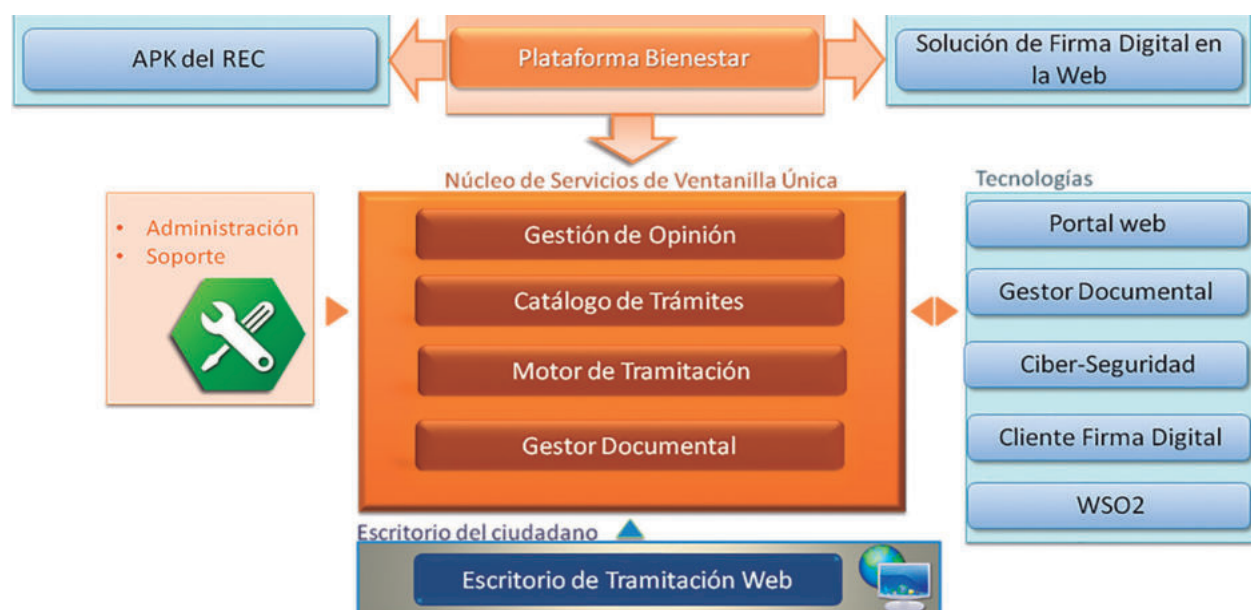 APK del REC
Plataforma Bienestar
Solución de Firma Digital en
la Web
Núcleo de Servicios de Ventanilla Única
• Administración
• Soporte
Gestión de Opinión
Catálogo de Trámites
Motor de Tramitación
Gestor Documental
Tecnologías
Portal web
Gestor Documental
Ciber-Seguridad
Cliente Firma Digital
WSO2
Escritorio del ciudadano
Escritorio de Tramitación Web